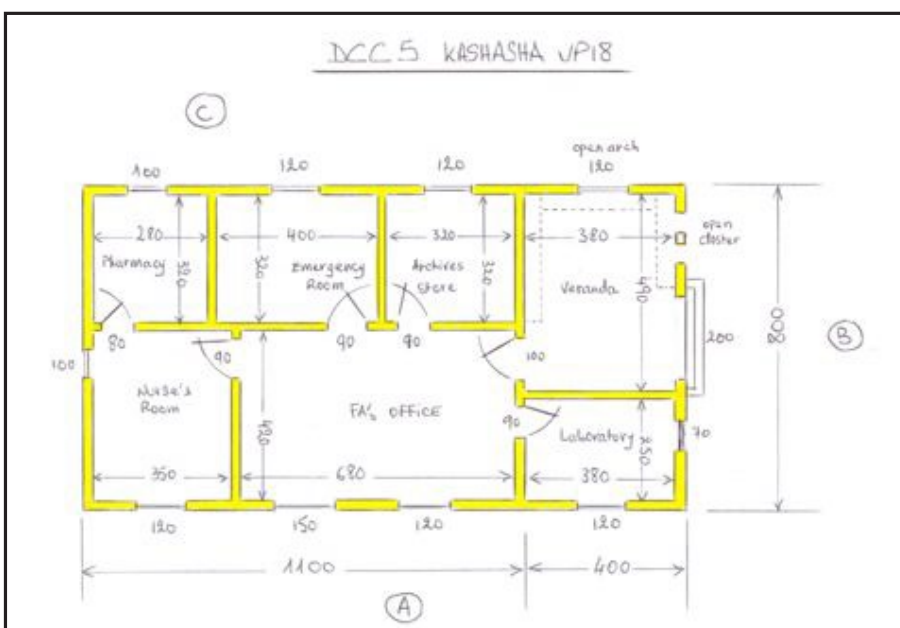 DCC 5 KASHASHA VP18
C
open arch
100
120
120
120
280
400
320
380
open
closter
Pharmacy
320
320
Emergency
Room
Archives
Store
320
Veranda
490
200
800
B
80
90
90
90
100
100
Nurse's
Room
FA's OFFICE
420
90
Laboratory
250
70
350
680
380
120
150
120
120
1100
400
A